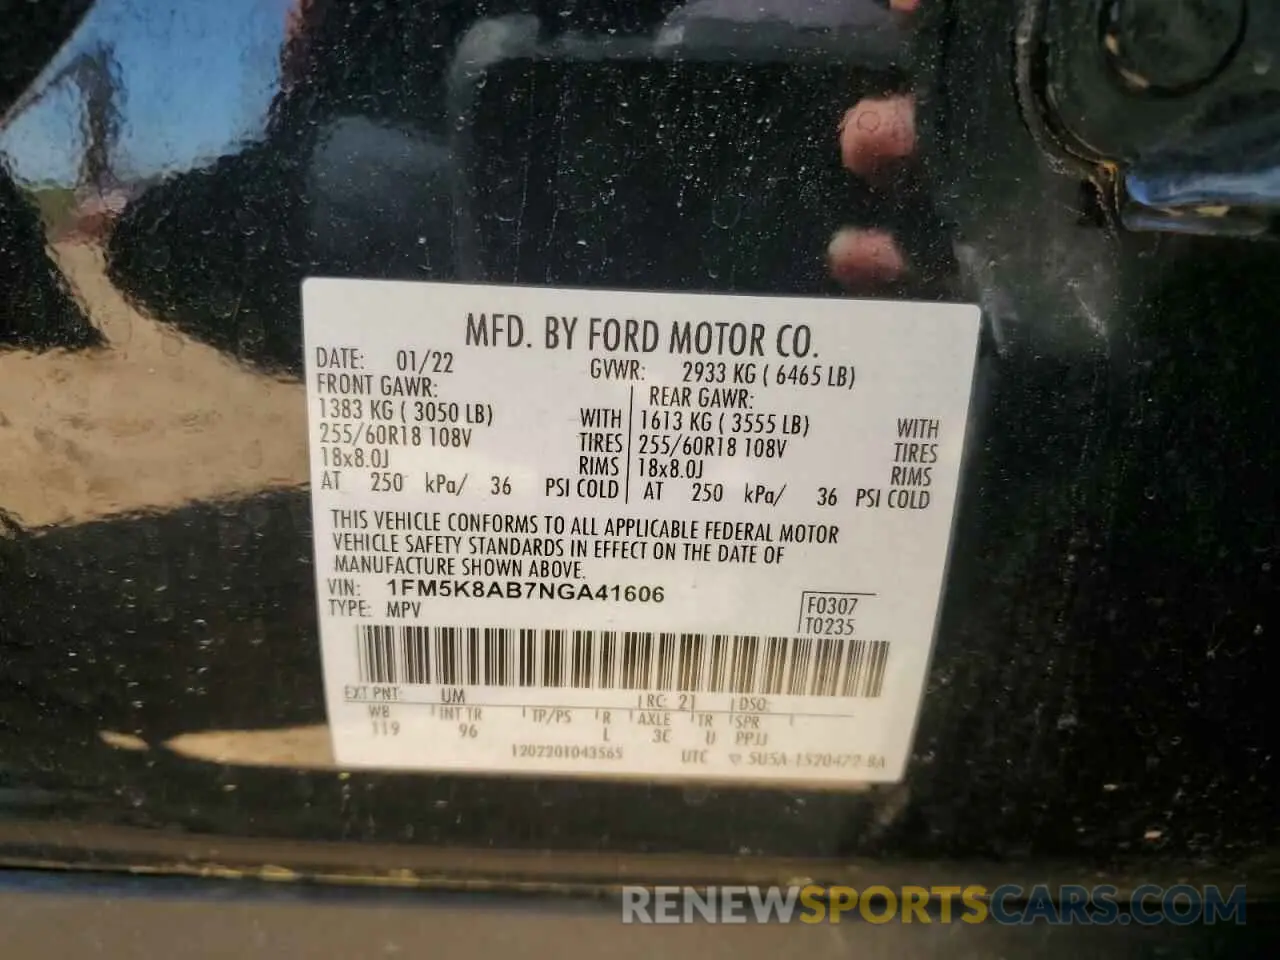 MFD. BY FORD MOTOR CO.
DATE: 01/22 GVWR: 2933 KG ( 6465 LB)
FRONT GAWR: REAR GAWR:
1383 KG ( 3050 LB) WITH 1613 KG ( 3555 LB) WITH
255/60R18 108V TIRES 255/60R18 108V TIRES
18x8.0J RIMS 18x8.0J RIMS
AT 250 kPa/ 36 PSI COLD AT 250 kPa/ 36 PSI COLD
THIS VEHICLE CONFORMS TO ALL APPLICABLE FEDERAL MOTOR
VEHICLE SAFETY STANDARDS IN EFFECT ON THE DATE OF
MANUFACTURE SHOWN ABOVE.
VIN: 1FM5K8AB7NGA41606
TYPE: MPV
F0307
T0235
EXT PNT: UM RC: 21 DSO:
WB INT TR TP/PS R AXLE TR SPR
119 96 L 3C U PPJJ
1202201043565 UTC 5U5A-1520472-BA
RENEWSPORTSCARS.COM